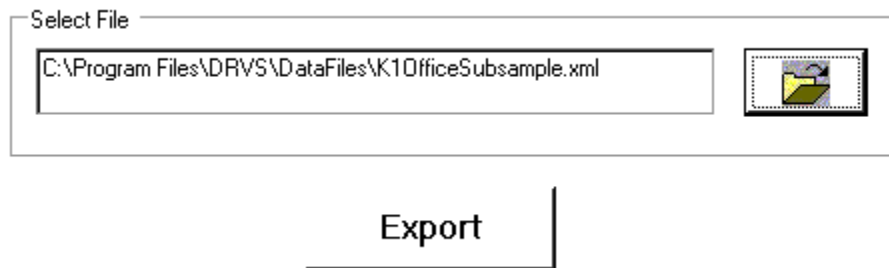 Select File
C:\Program Files\DRVS\DataFiles\K1OfficeSubsample.xml
Export